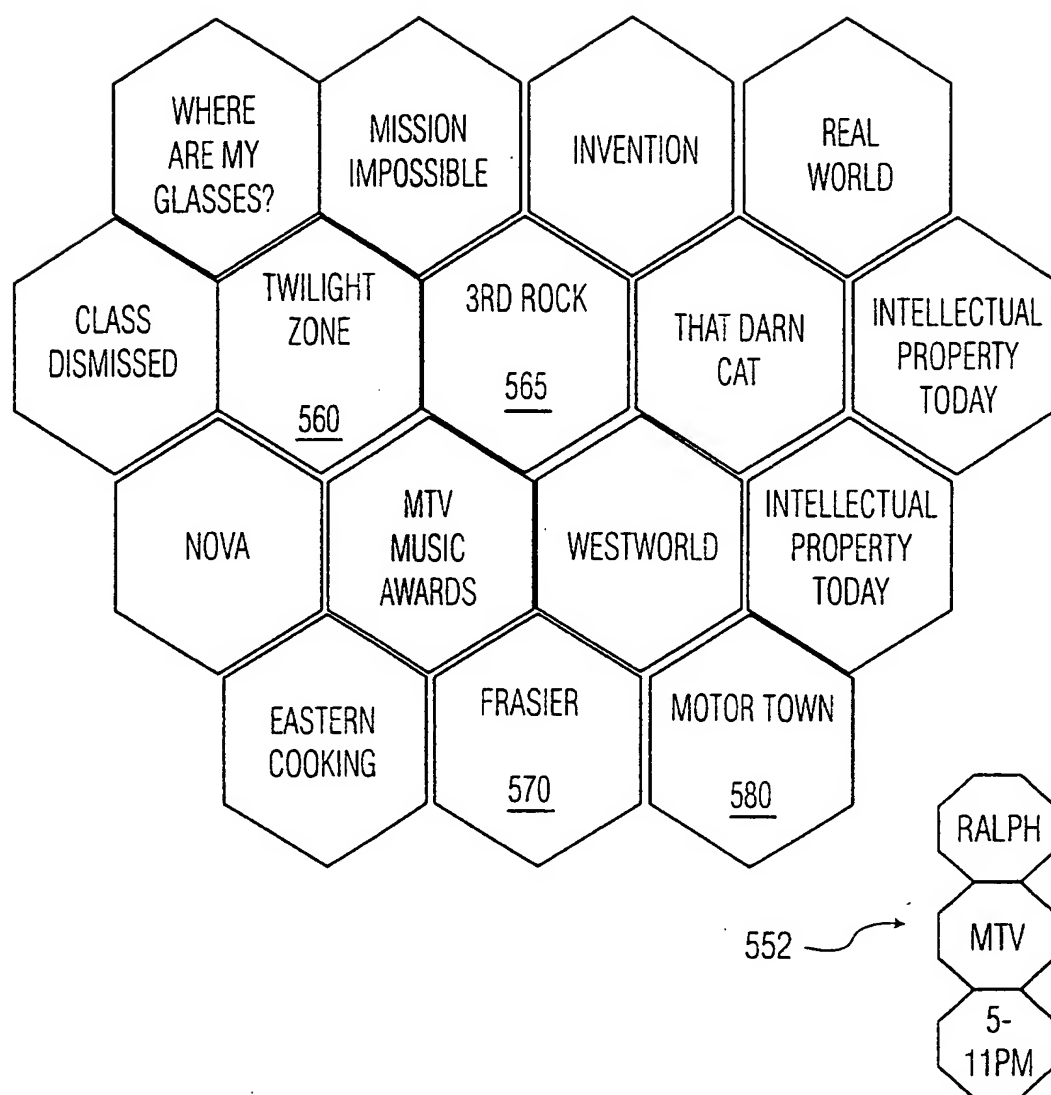 WHERE
ARE MY
GLASSES?
MISSION
IMPOSSIBLE
INVENTION
REAL
WORLD
CLASS
DISMISSED
TWILIGHT
ZONE
560
3RD ROCK
565
THAT DARN
CAT
INTELLECTUAL
PROPERTY
TODAY
NOVA
MTV
MUSIC
AWARDS
WESTWORLD
INTELLECTUAL
PROPERTY
TODAY
EASTERN
COOKING
FRASIER
570
MOTOR TOWN
580
552
RALPH
MTV
5-
11PM